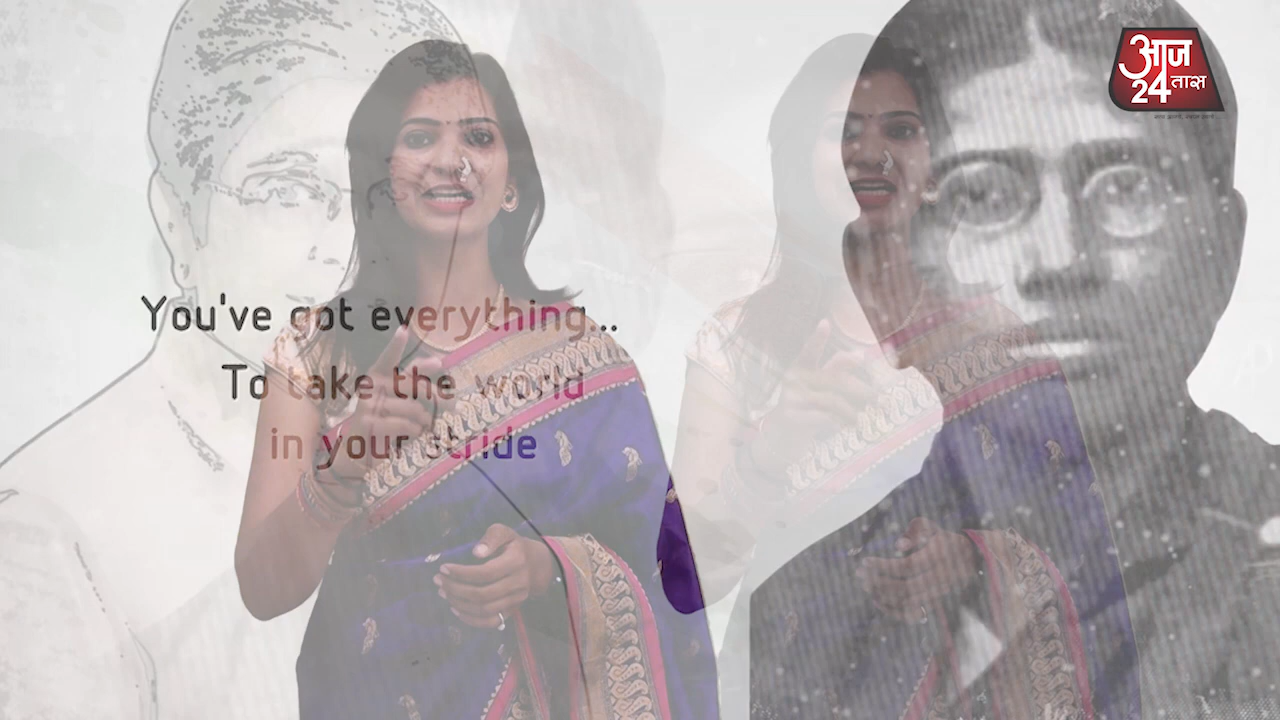 आज
24 तास
You've got everything...
To take the world
in your stride